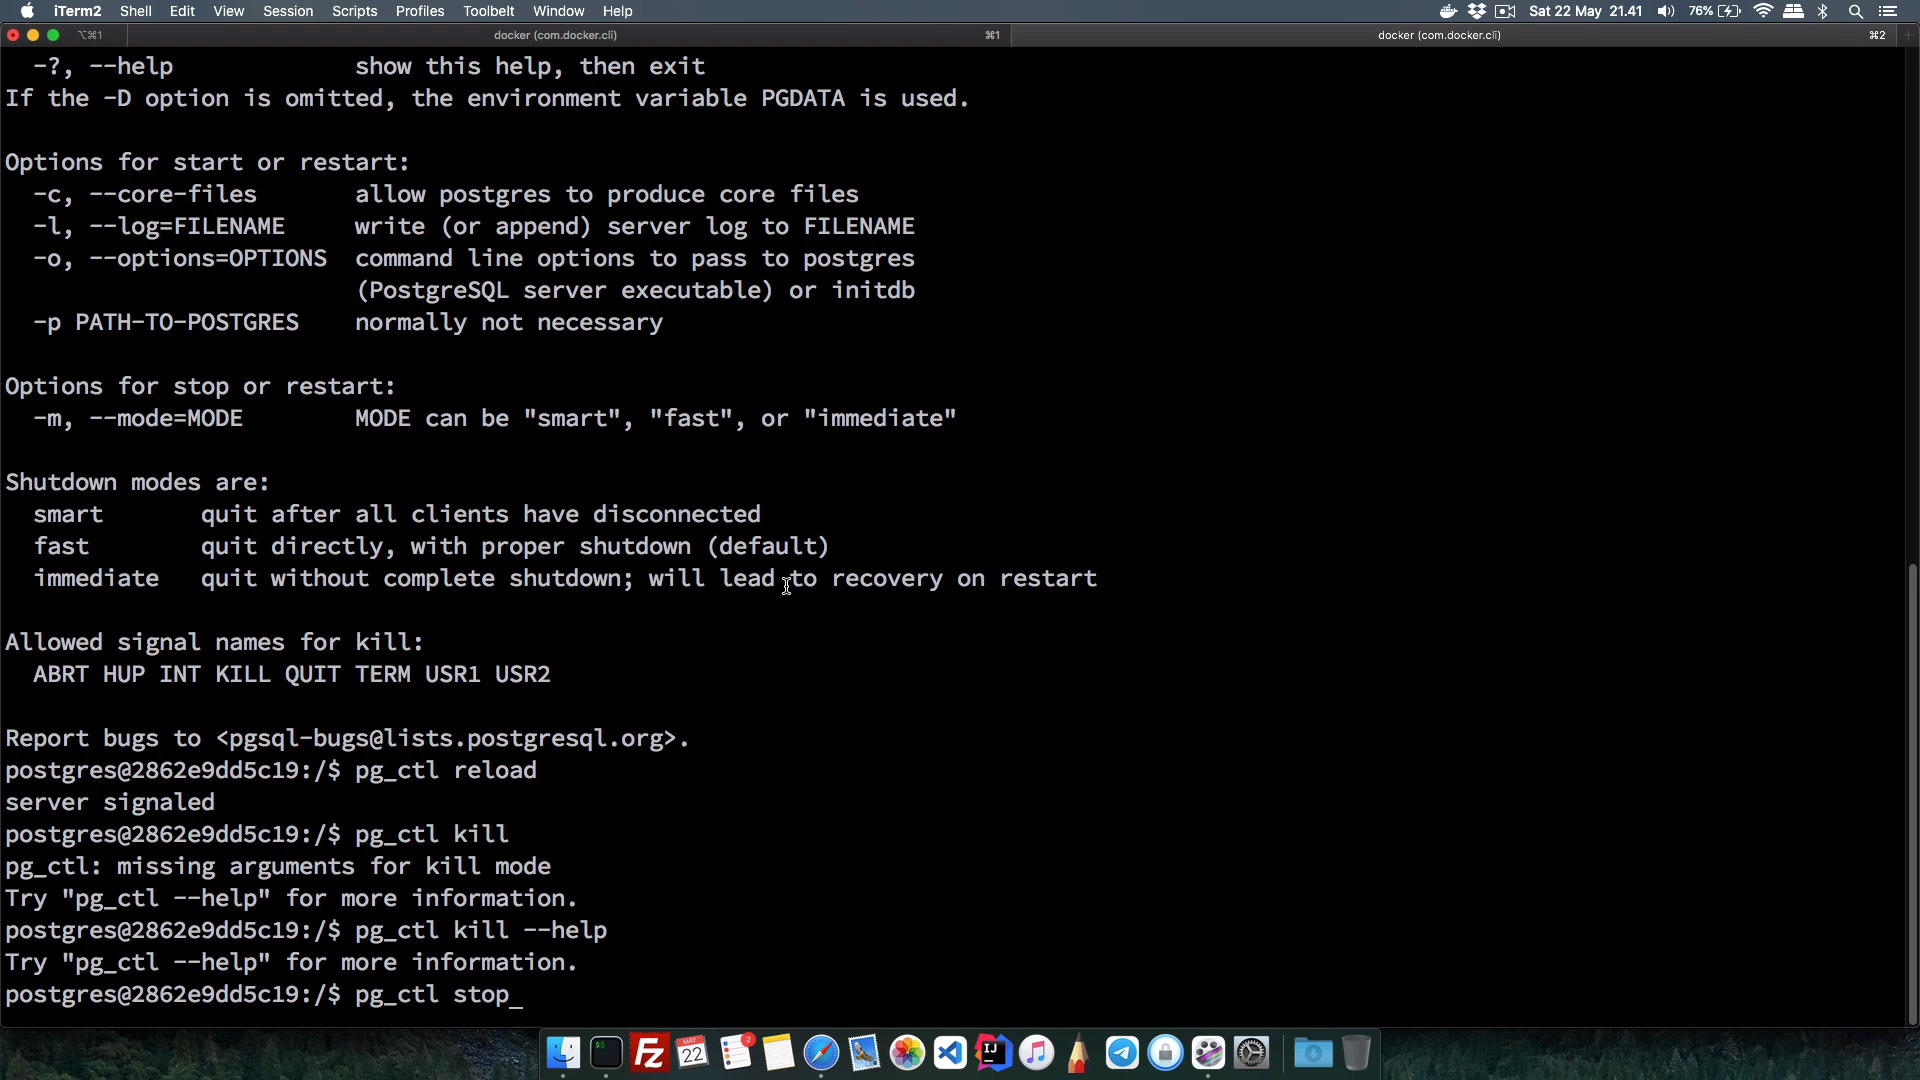 iTerm2 Shell Edit View Session Scripts Profiles Toolbelt Window Help Sat 22 May 21.41 76%
⌥⌘1 docker (com.docker.cli) ⌘1 docker (com.docker.cli) ⌘2
-?, --help show this help, then exit
If the -D option is omitted, the environment variable PGDATA is used.
Options for start or restart:
-c, --core-files allow postgres to produce core files
-l, --log=FILENAME write (or append) server log to FILENAME
-o, --options=OPTIONS command line options to pass to postgres
(PostgreSQL server executable) or initdb
-p PATH-TO-POSTGRES normally not necessary
Options for stop or restart:
-m, --mode=MODE MODE can be "smart", "fast", or "immediate"
Shutdown modes are:
smart quit after all clients have disconnected
fast quit directly, with proper shutdown (default)
immediate quit without complete shutdown; will lead to recovery on restart
Allowed signal names for kill:
ABRT HUP INT KILL QUIT TERM USR1 USR2
Report bugs to <pgsql-bugs@lists.postgresql.org>.
postgres@2862e9dd5c19:/$ pg_ctl reload
server signaled
postgres@2862e9dd5c19:/$ pg_ctl kill
pg_ctl: missing arguments for kill mode
Try "pg_ctl --help" for more information.
postgres@2862e9dd5c19:/$ pg_ctl kill --help
Try "pg_ctl --help" for more information.
postgres@2862e9dd5c19:/$ pg_ctl stop_
MAY
22
2
IJ